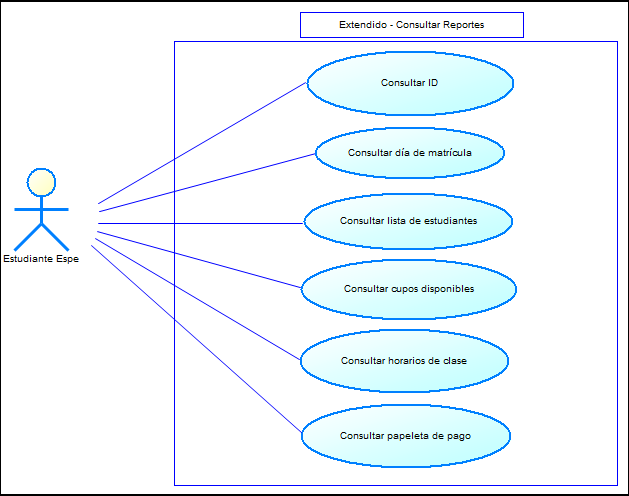 Extendido - Consultar Reportes
Consultar ID
Consultar día de matrícula
Consultar lista de estudiantes
Estudiante Espe
Consultar cupos disponibles
Consultar horarios de clase
Consultar papeleta de pago